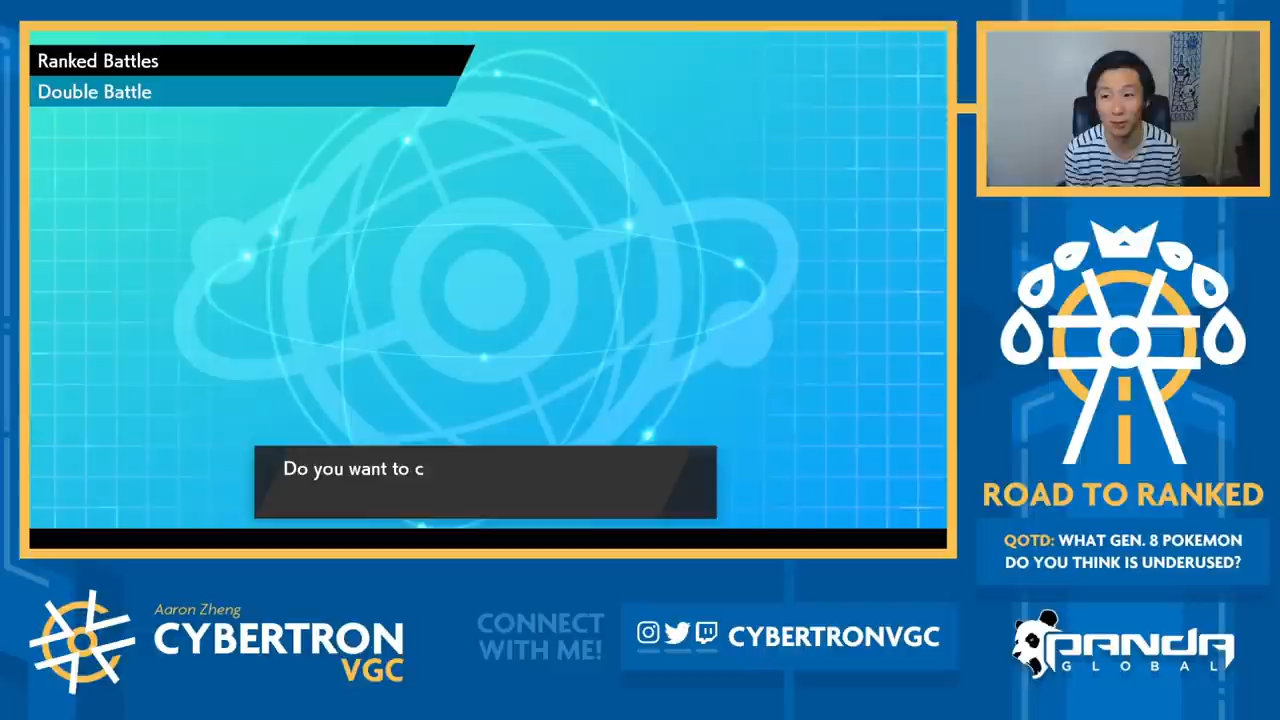 Ranked Battles
Double Battle
Do you want to c
ROAD TO RANKED
QOTD: WHAT GEN. 8 POKEMON
DO YOU THINK IS UNDERUSED?
Aaron Zheng
CYBERTRON
VGC
CONNECT
WITH ME!
CYBERTRONVGC
PANDA
GLOBAL